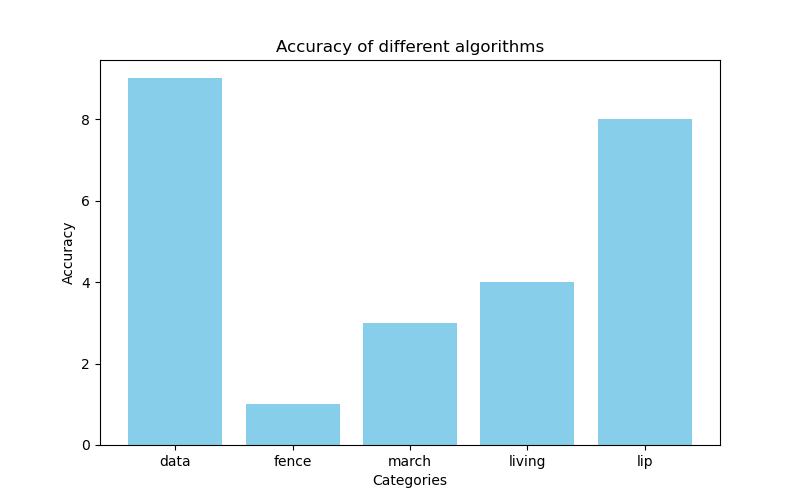 Accuracy of different algorithms
8
6
4
2
0
Accuracy
data fence march living lip
Categories